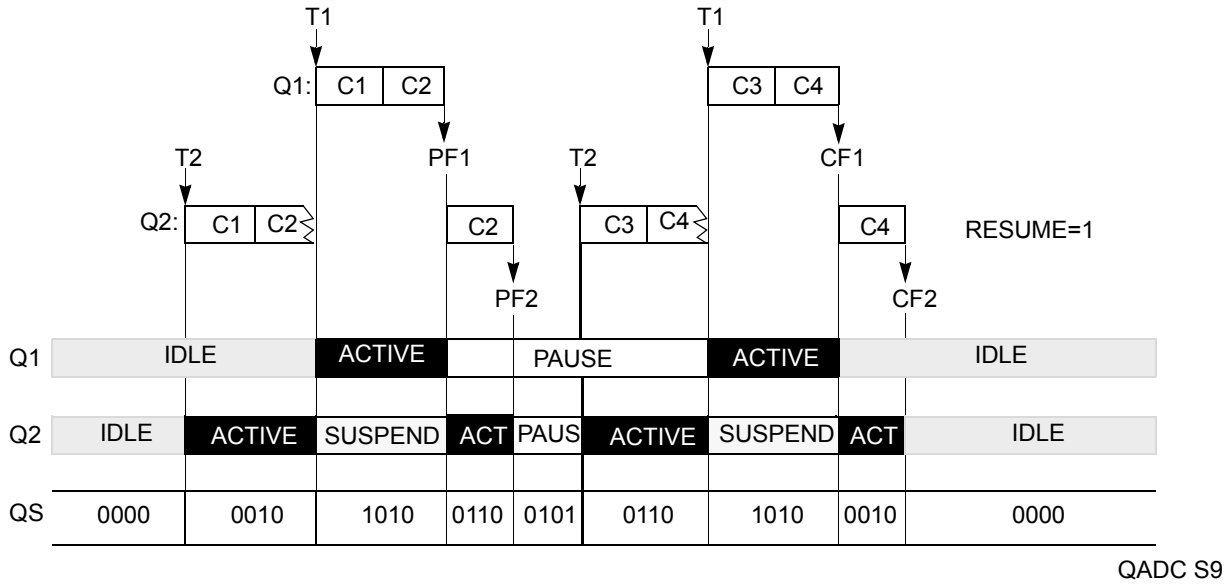 T1 T1
Q1: C1 C2 C3 C4
T2 PF1 T2 CF1
Q2: C1 C2 C2 C3 C4 C4 RESUME=1
PF2 CF2
Q1 IDLE ACTIVE PAUSE ACTIVE IDLE
Q2 IDLE ACTIVE SUSPEND ACT PAUS ACTIVE SUSPEND ACT IDLE
QS 0000 0010 1010 0110 0101 0110 1010 0010 0000
QADC S9